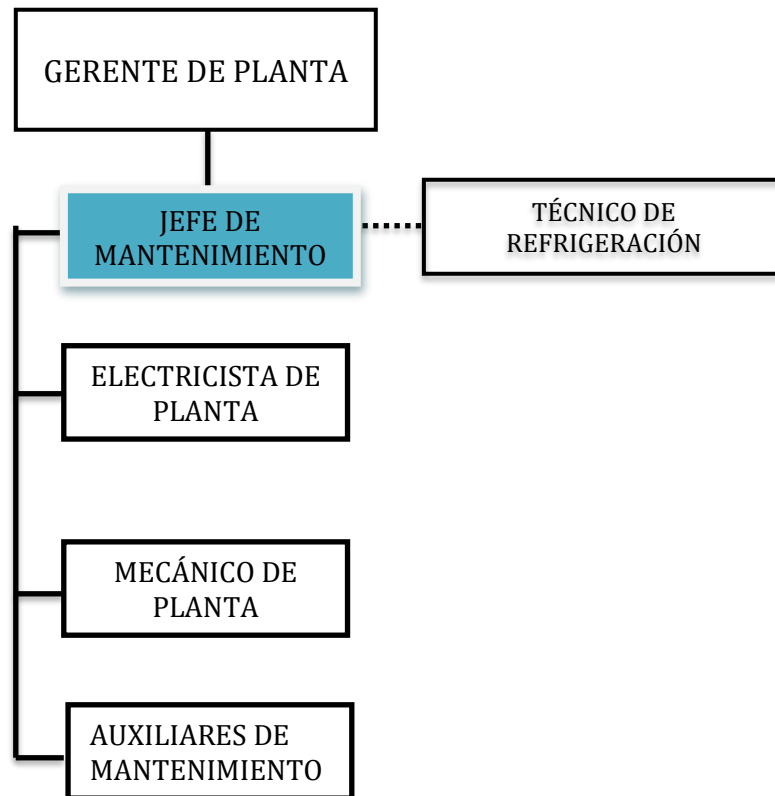 GERENTE DE PLANTA
JEFE DE
MANTENIMIENTO
TÉCNICO DE
REFRIGERACIÓN
ELECTRICISTA DE
PLANTA
MECÁNICO DE
PLANTA
AUXILIARES DE
MANTENIMIENTO